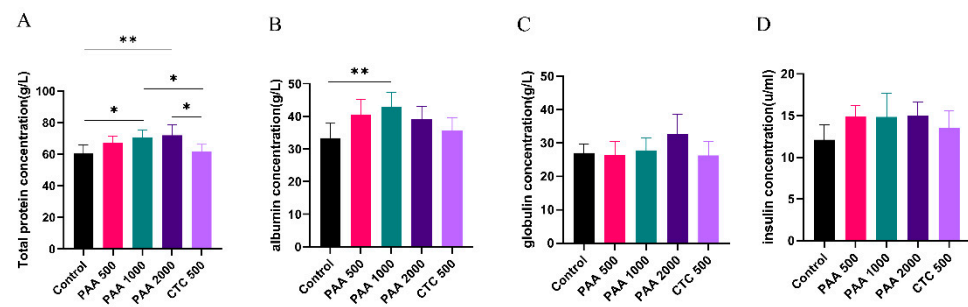 A
Total protein concentration(g/L)
100
80
60
40
20
0
**
*
*
*
Control
PAA 500
PAA 1000
PAA 2000
CTC 500
B
albumin concentration(g/L)
50
40
30
20
10
0
**
Control
PAA 500
PAA 1000
PAA 2000
CTC 500
C
globulin concentration(g/L)
50
40
30
20
10
0
Control
PAA 500
PAA 1000
PAA 2000
CTC 500
D
insulin concentration(u/ml)
20
15
10
5
0
Control
PAA 500
PAA 1000
PAA 2000
CTC 500